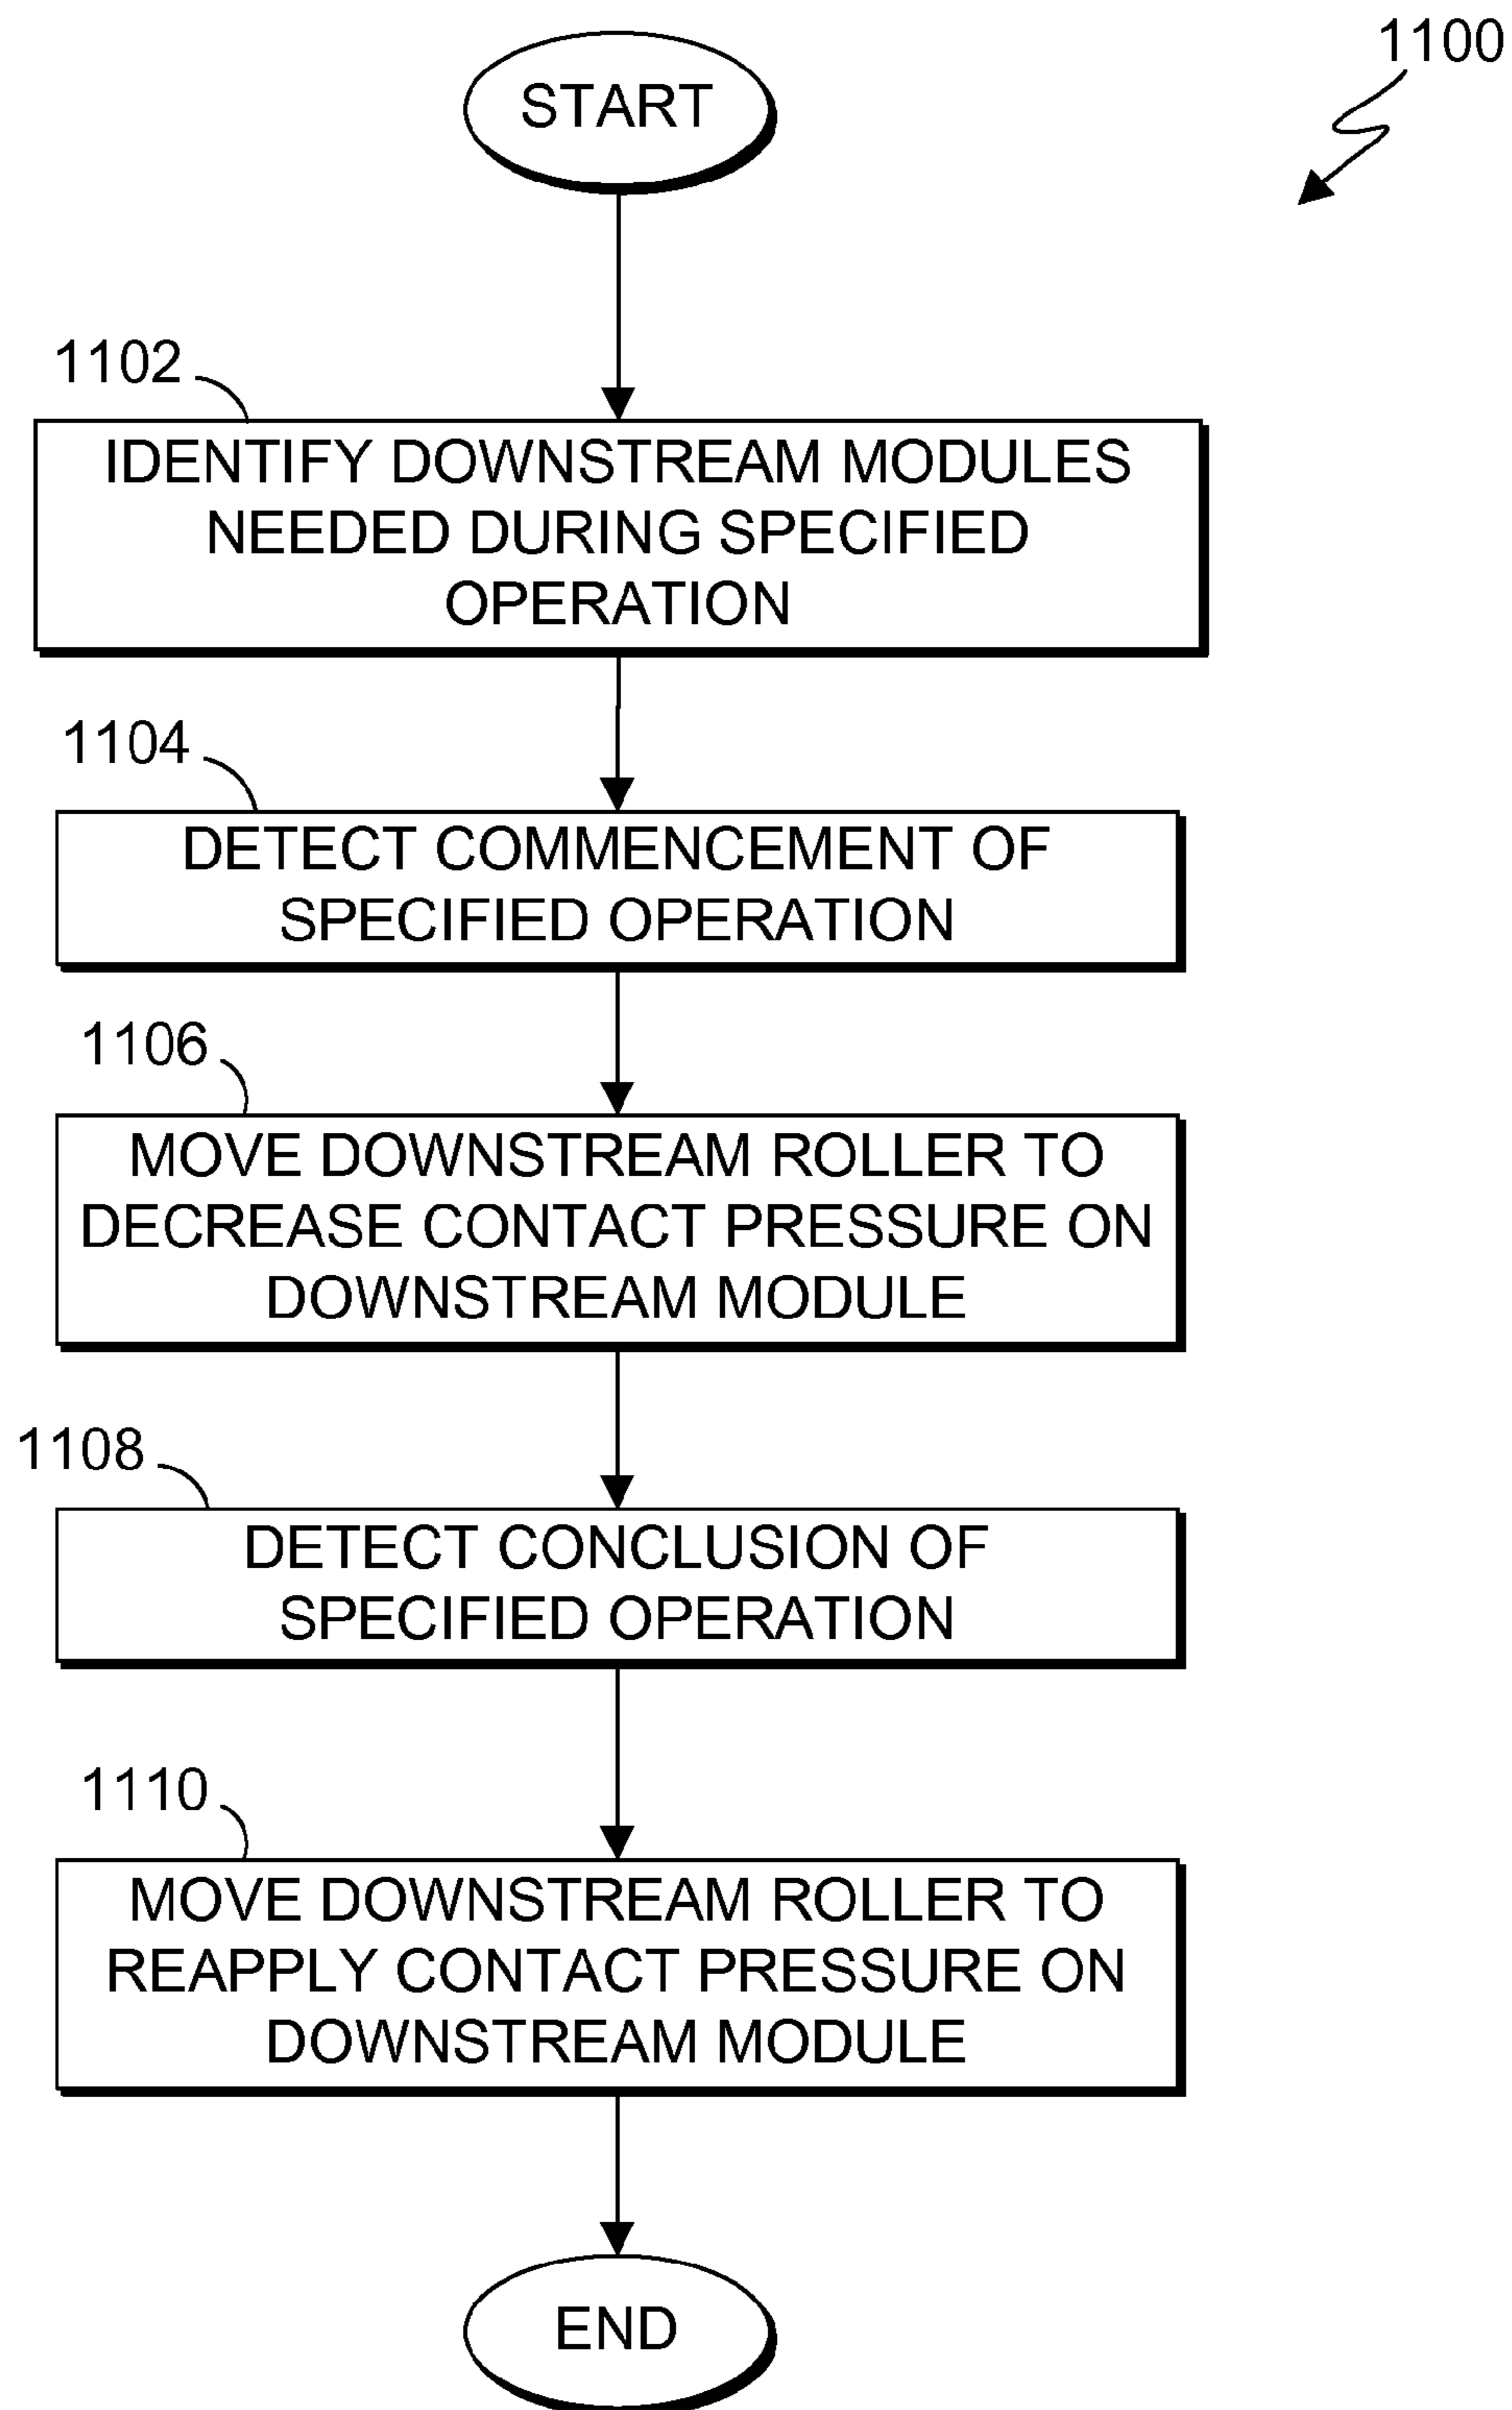 1100
START
1102
IDENTIFY DOWNSTREAM MODULES
NEEDED DURING SPECIFIED
OPERATION
1104
DETECT COMMENCEMENT OF
SPECIFIED OPERATION
1106
MOVE DOWNSTREAM ROLLER TO
DECREASE CONTACT PRESSURE ON
DOWNSTREAM MODULE
1108
DETECT CONCLUSION OF
SPECIFIED OPERATION
1110
MOVE DOWNSTREAM ROLLER TO
REAPPLY CONTACT PRESSURE ON
DOWNSTREAM MODULE
END